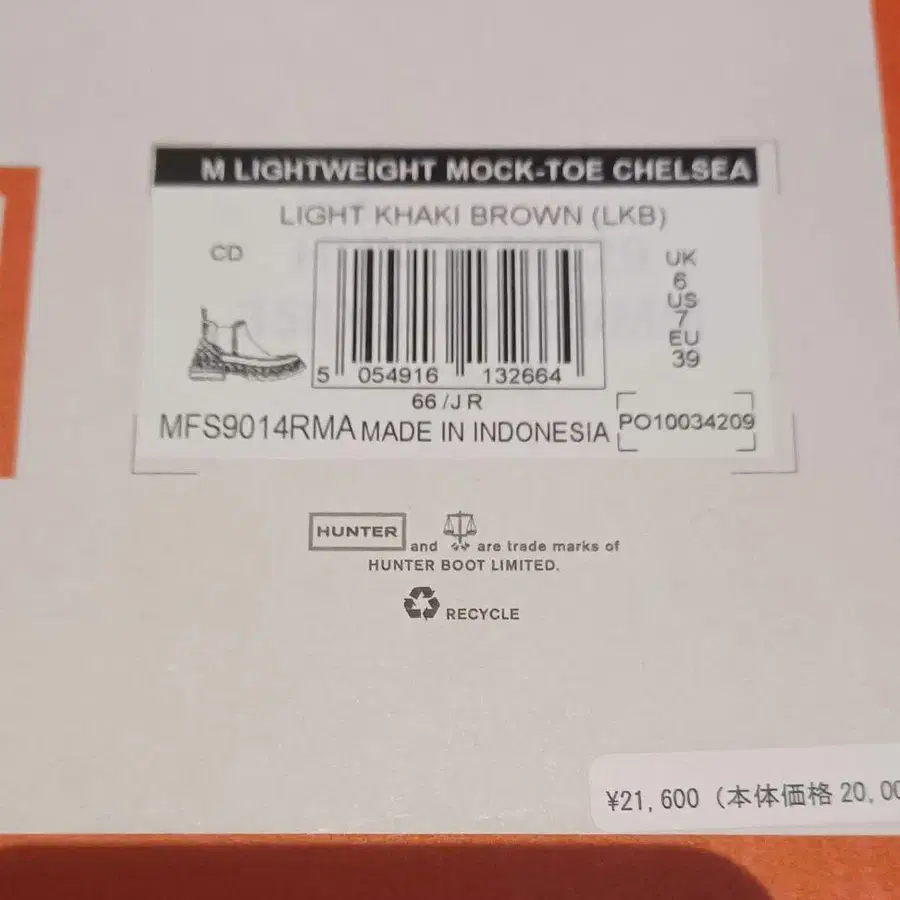 M LIGHTWEIGHT MOCK-TOE CHELSEA
LIGHT KHAKI BROWN (LKB)
CD
UK
6
US
7
EU
39
5 054916 132664
66/JR
MFS9014RMA MADE IN INDONESIA
PO10034209
HUNTER and are trade marks of
HUNTER BOOT LIMITED.
RECYCLE
¥21,600 (本体価格 20,00